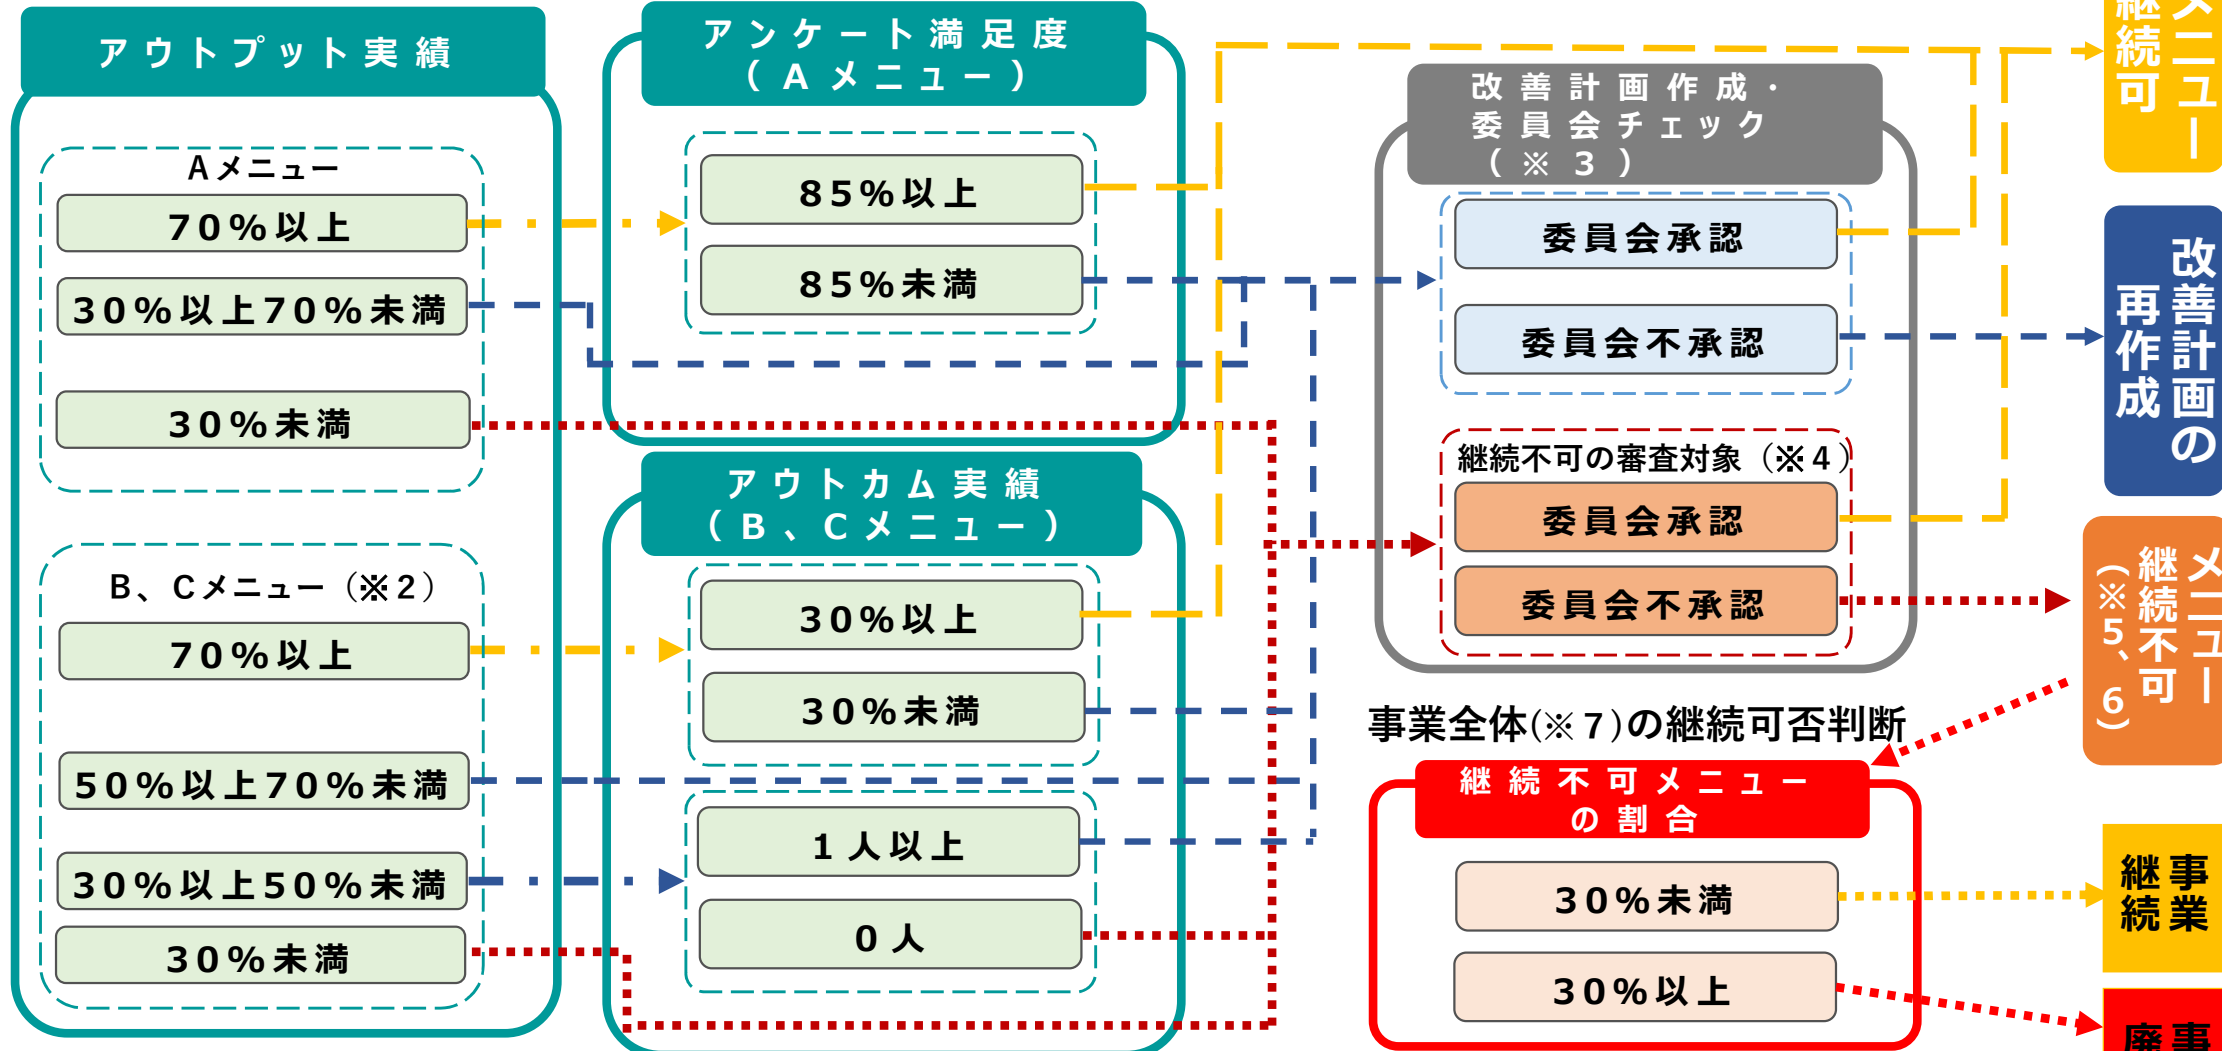 アウトプット実績
Aメニュー
70%以上
30%以上70%未満
30%未満
B、Cメニュー（※2）
70%以上
50%以上70%未満
30%以上50%未満
30%未満
アンケート満足度
（Aメニュー）
85%以上
85%未満
アウトカム実績
（B、Cメニュー）
30%以上
30%未満
1人以上
0人
改善計画作成・
委員会チェック
（※3）
委員会承認
委員会不承認
継続不可の審査対象（※4）
委員会承認
委員会不承認
事業全体(※7)の継続可否判断
継続不可メニュー
の割合
30%未満
30%以上
メニュー
継続可
改善計画の
再作成
メニュー
継続不可
（※5、6）
事業
継続
事
廃